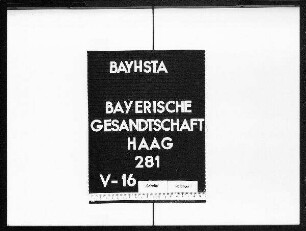 BAYHSTA
BAYERISCHE
GESANDTSCHAFT
HAAG
281
V-16